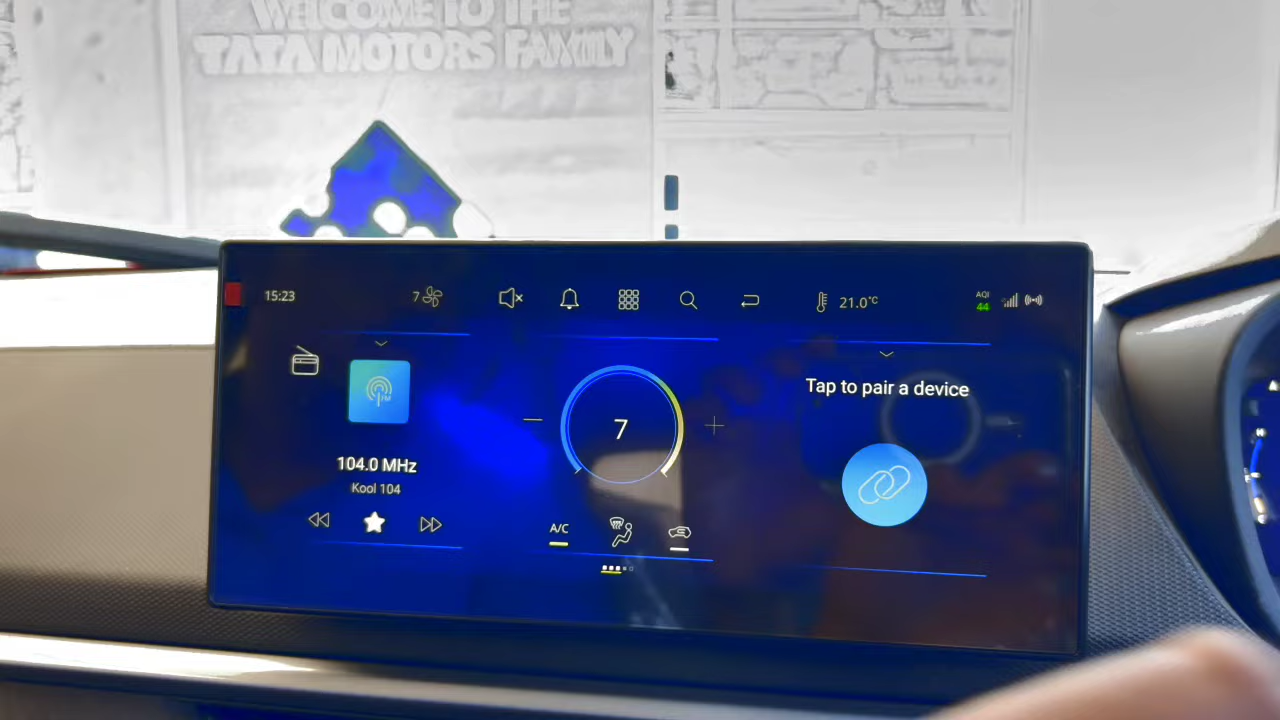 WELCOME TO THE
TATA MOTORS FAMILY
15:23
7
21.0°C
AQI
44
FM
104.0 MHz
Kool 104
7
A/C
Tap to pair a device